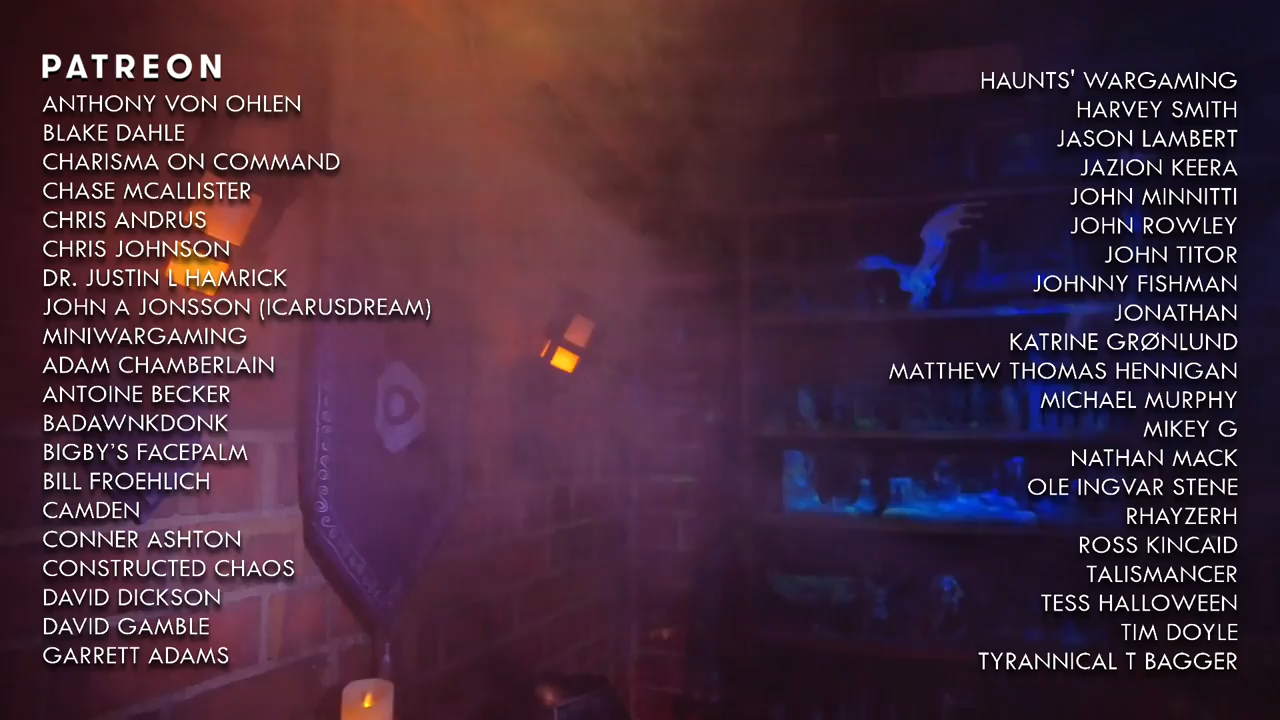 PATREON
ANTHONY VON OHLEN
BLAKE DAHLE
CHARISMA ON COMMAND
CHASE MCALLISTER
CHRIS ANDRUS
CHRIS JOHNSON
DR. JUSTIN L HAMRICK
JOHN A JONSSON (ICARUSDREAM)
MINIWARGAMING
ADAM CHAMBERLAIN
ANTOINE BECKER
BADAWNKDONK
BIGBY'S FACEPALM
BILL FROEHLICH
CAMDEN
CONNER ASHTON
CONSTRUCTED CHAOS
DAVID DICKSON
DAVID GAMBLE
GARRETT ADAMS
HAUNTS' WARGAMING
HARVEY SMITH
JASON LAMBERT
JAZION KEERA
JOHN MINNITTI
JOHN ROWLEY
JOHN TITOR
JOHNNY FISHMAN
JONATHAN
KATRINE GRØNLUND
MATTHEW THOMAS HENNIGAN
MICHAEL MURPHY
MIKEY G
NATHAN MACK
OLE INGVAR STENE
RHAYZERH
ROSS KINCAID
TALISMANCER
TESS HALLOWEEN
TIM DOYLE
TYRANNICAL T BAGGER